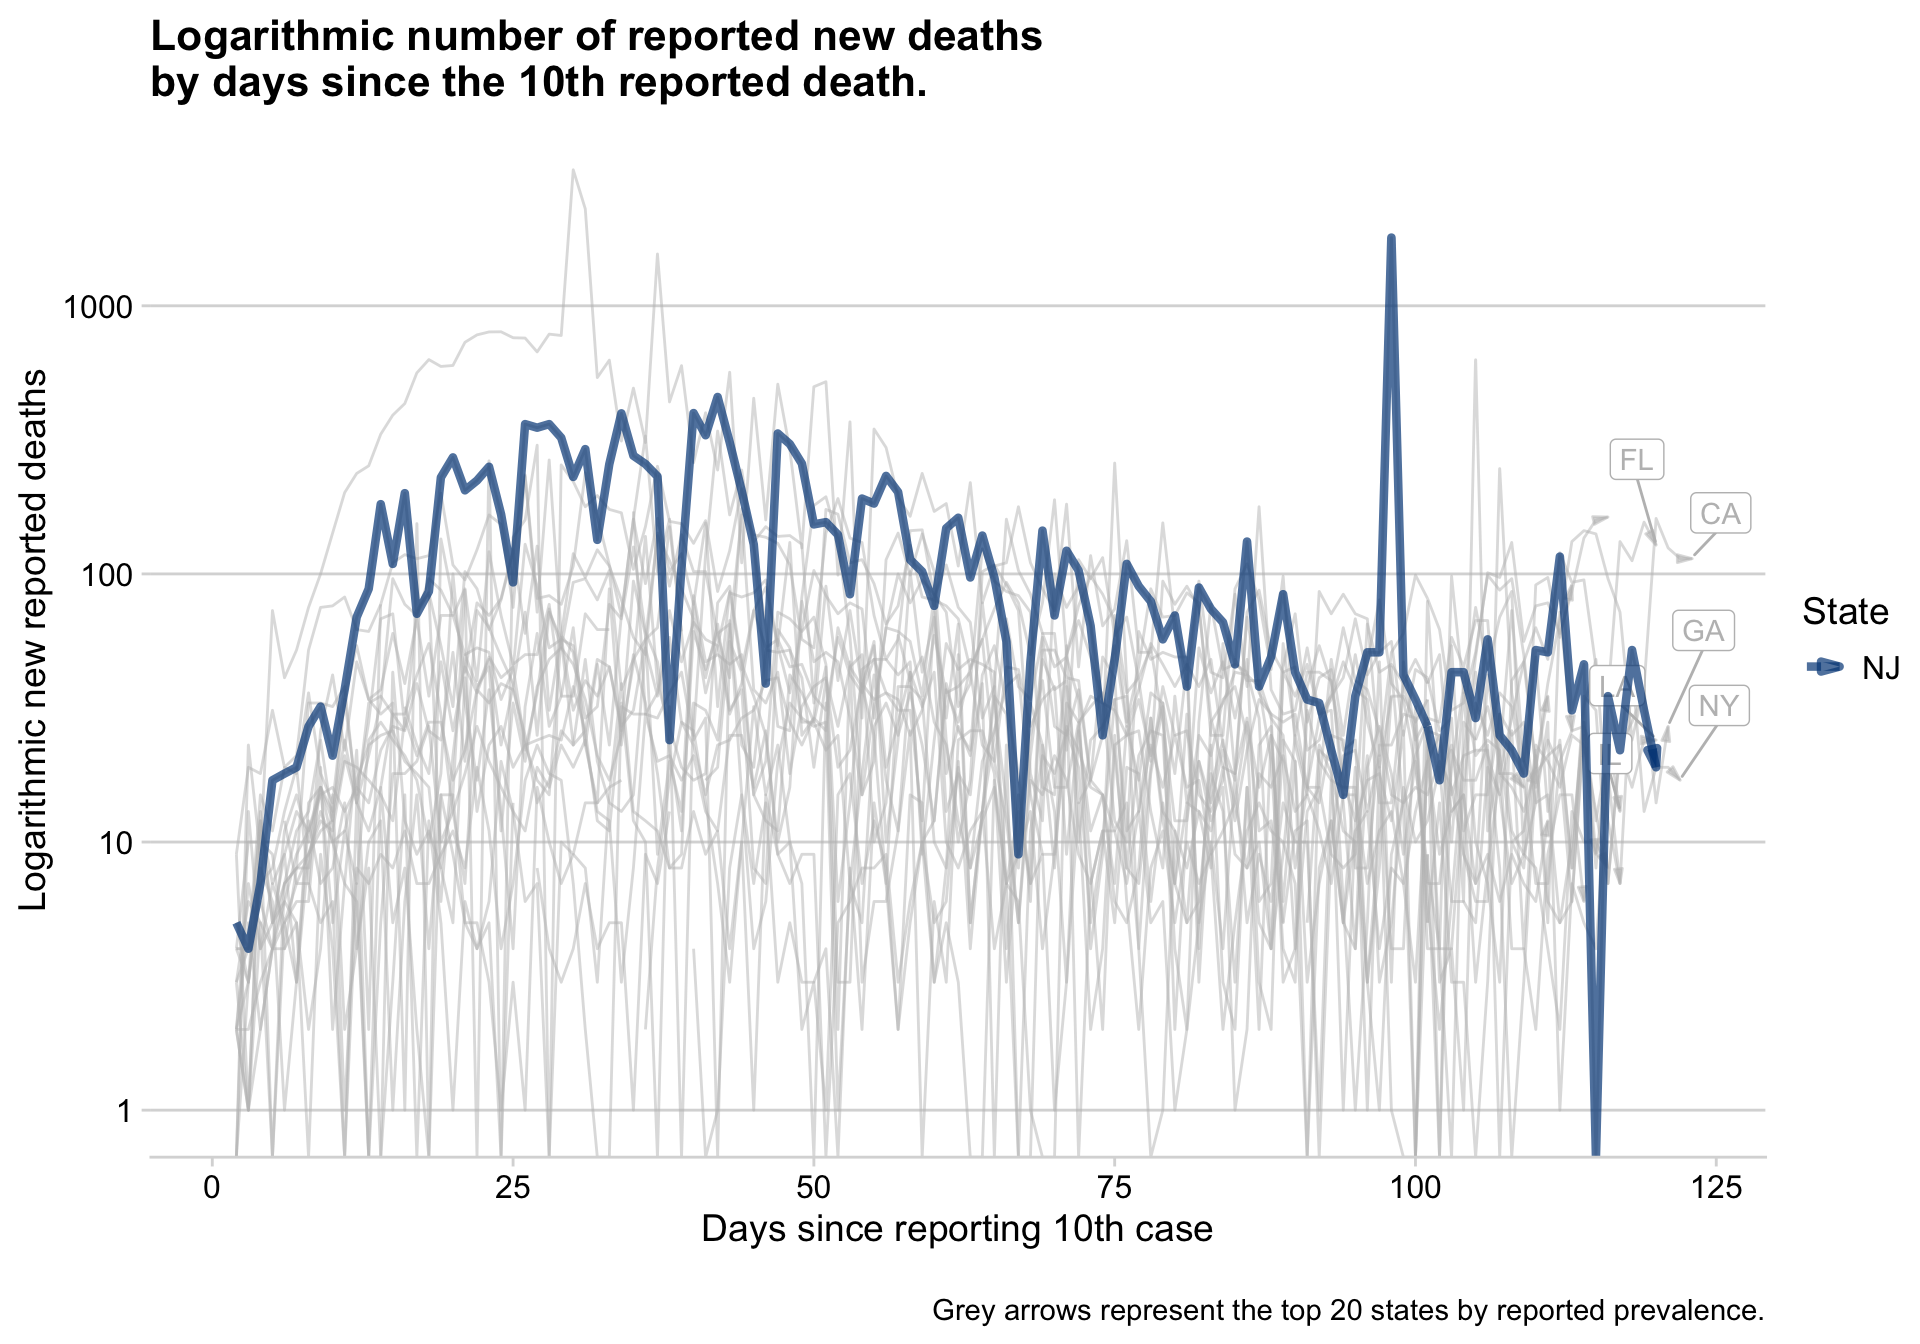 Logarithmic number of reported new deaths
by days since the 10th reported death.
Logarithmic new reported deaths
1000
100
10
1
FL
CA
GA
LA
NY
IL
State
NJ
0
25
50
75
100
125
Days since reporting 10th case
Grey arrows represent the top 20 states by reported prevalence.